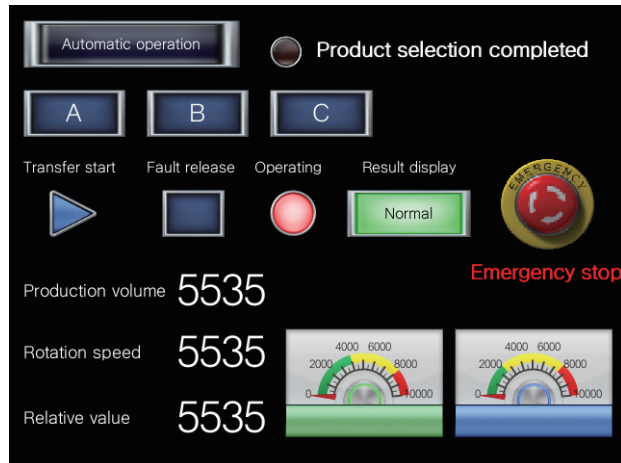 Automatic operation
Product selection completed
A B C
Transfer start Fault release Operating Result display
EMERGENCY
Normal
Emergency stop
Production volume 5535
Rotation speed 5535
4000 6000
2000 8000
0 10000
4000 6000
2000 8000
0 10000
Relative value 5535